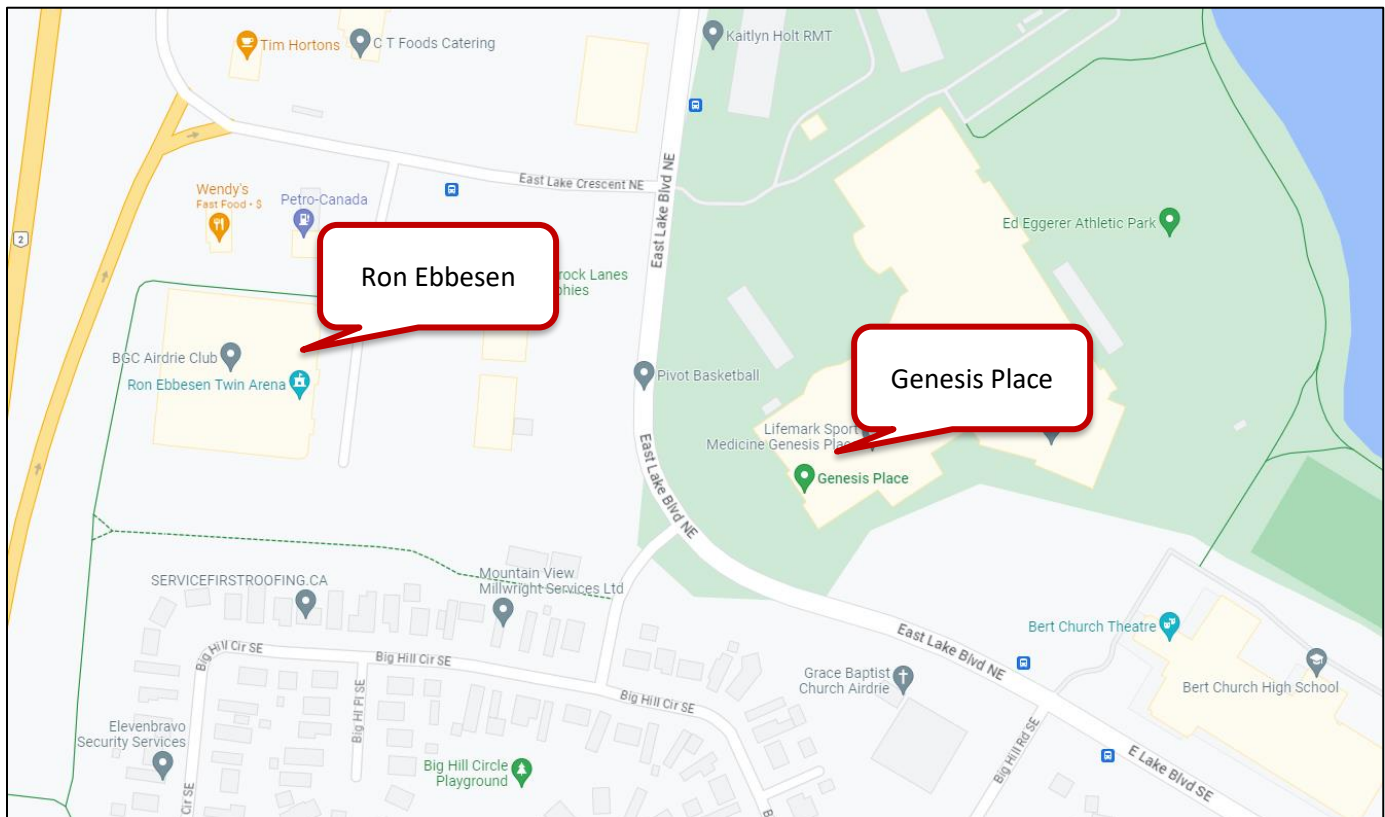 Tim Hortons
C T Foods Catering
Kaitlyn Holt RMT
East Lake Crescent NE
East Lake Blvd NE
Wendy's
Fast Food • $
Petro-Canada
2
Ed Eggerer Athletic Park
Ron Ebbesen
rock Lanes
phies
BGC Airdrie Club
Ron Ebbesen Twin Arena
Pivot Basketball
Genesis Place
Lifemark Sport
Medicine Genesis Plac
Genesis Place
East Lake Blvd NE
SERVICEFIRSTROOFING.CA
Mountain View
Millwright Services Ltd
Bert Church Theatre
East Lake Blvd NE
Big Hill Cir SE
Big Hill Cir SE
Big Hill Cir SE
Grace Baptist
Church Airdrie
Bert Church High School
Big Hl Pl SE
Elevenbravo
Security Services
Big Hill Circle
Playground
Big Hill Rd SE
E Lake Blvd SE
Cir SE
B